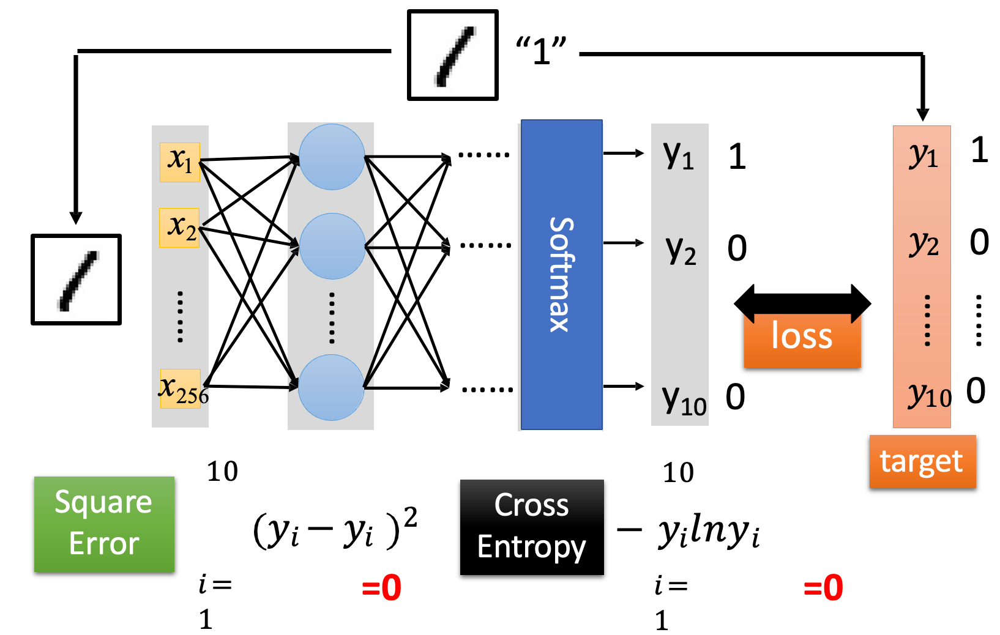 “1”
x₁
x₂
......
x₂₅₆
......
......
......
......
Softmax
y₁ 1
y₂ 0
y₁₀ 0
loss
y₁ 1
y₂ 0
...... ......
y₁₀ 0
target
Square
Error
10
(yᵢ − yᵢ )²
i=
1
=0
Cross
Entropy
10
− yᵢlnyᵢ
i=
1
=0